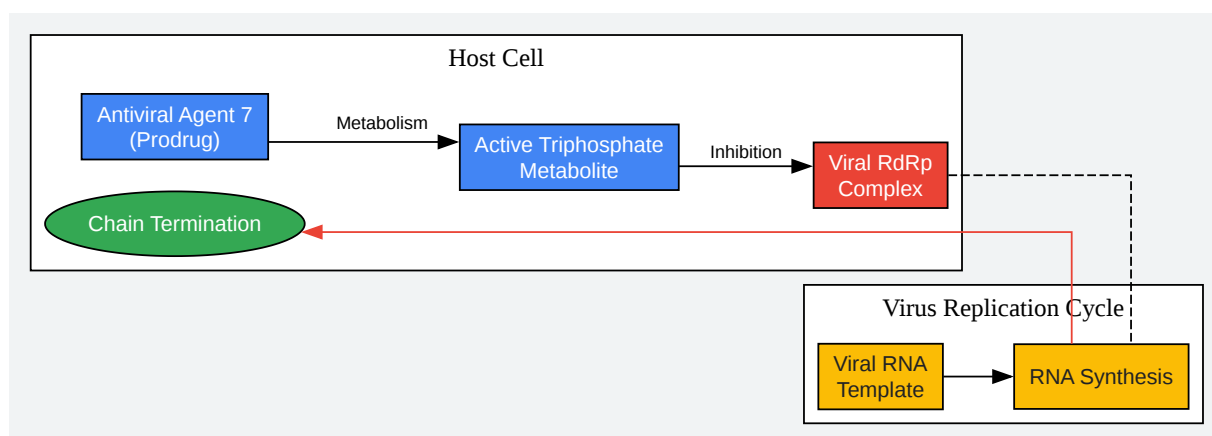 Host Cell
Antiviral Agent 7
(Prodrug)
Metabolism
Active Triphosphate
Metabolite
Inhibition
Viral RdRp
Complex
Chain Termination
Virus Replication Cycle
Viral RNA
Template
RNA Synthesis